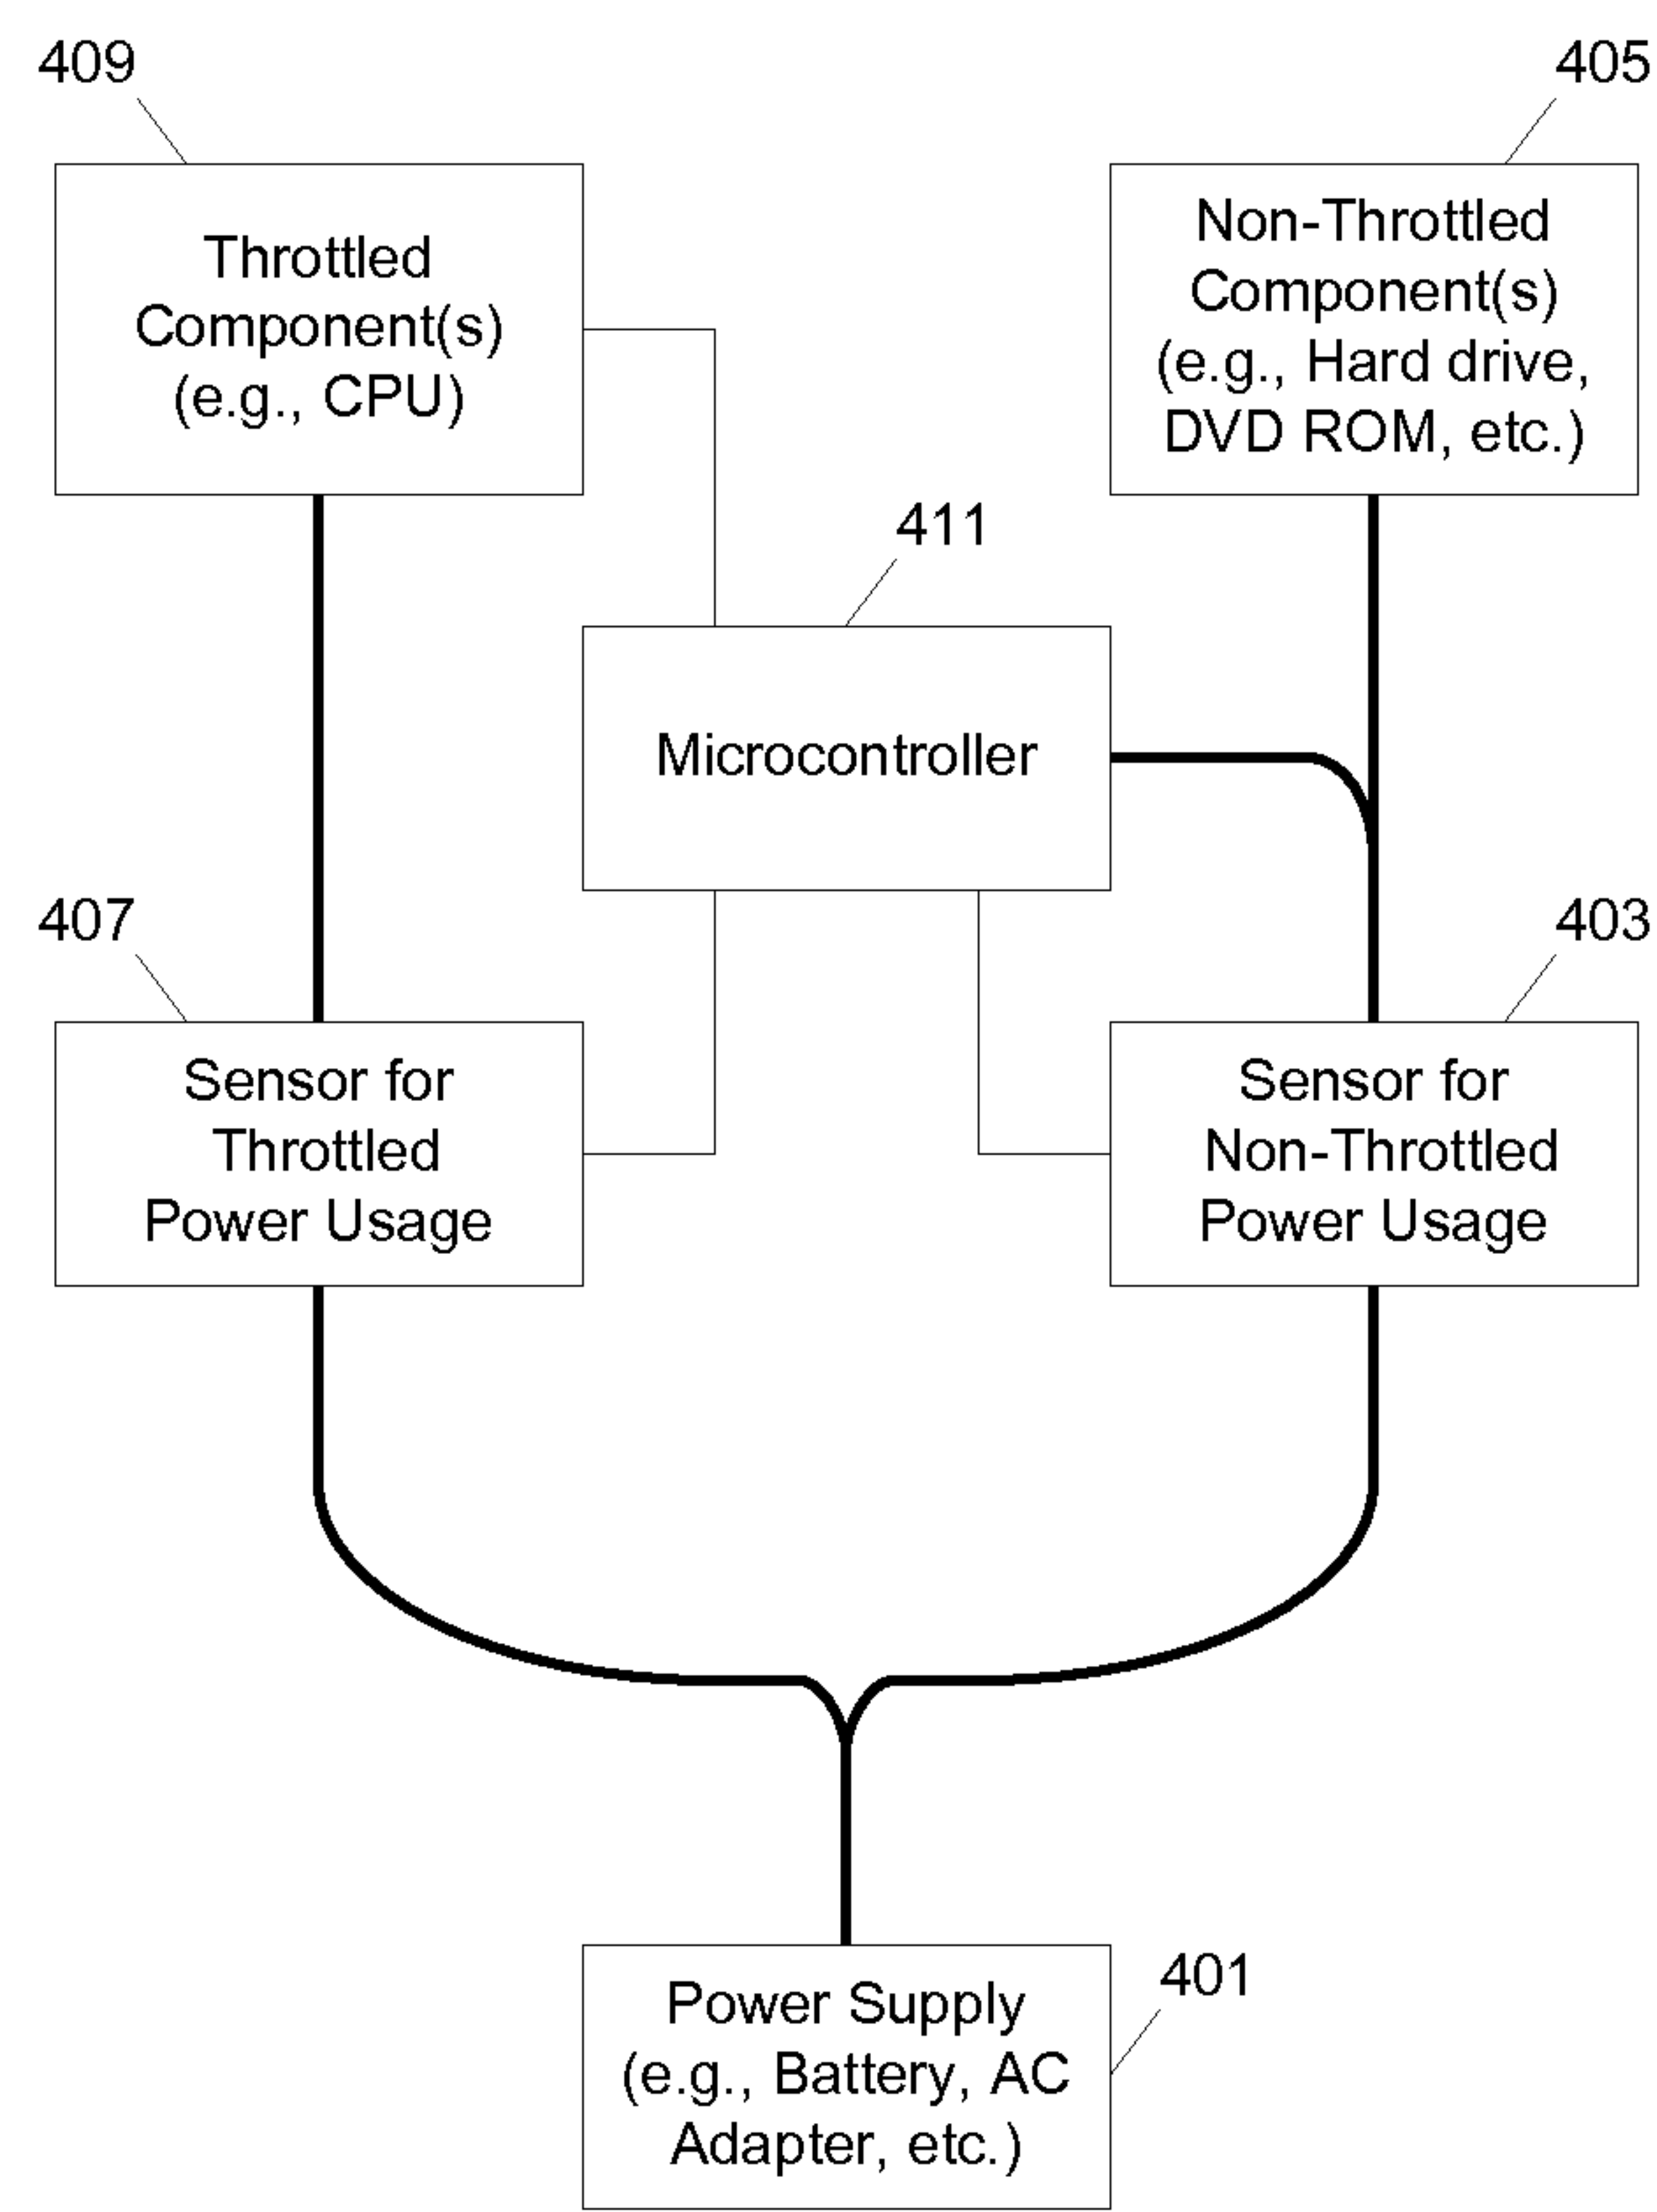 409
405
Throttled
Component(s)
(e.g., CPU)
Non-Throttled
Component(s)
(e.g., Hard drive,
DVD ROM, etc.)
411
Microcontroller
407
403
Sensor for
Throttled
Power Usage
Sensor for
Non-Throttled
Power Usage
401
Power Supply
(e.g., Battery, AC
Adapter, etc.)